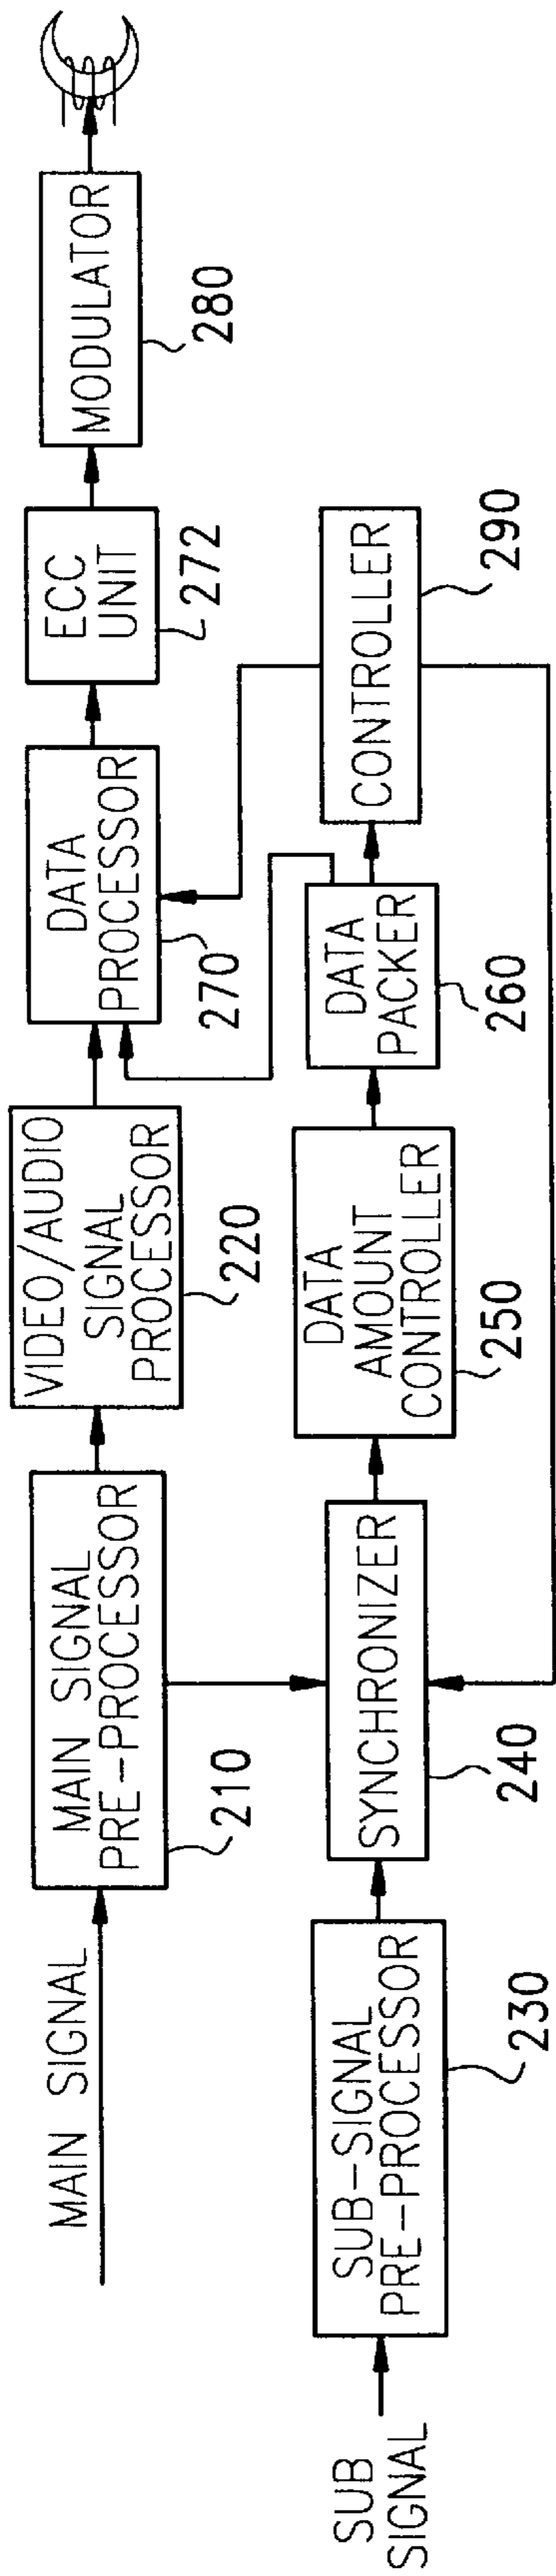 MAIN SIGNAL
MAIN SIGNAL
PRE-PROCESSOR
210
VIDEO/AUDIO
SIGNAL
PROCESSOR
220
DATA
PROCESSOR
270
ECC
UNIT
272
MODULATOR
280
SUB
SIGNAL
SUB-SIGNAL
PRE-PROCESSOR
230
SYNCHRONIZER
240
DATA
AMOUNT
CONTROLLER
250
DATA
PACKER
260
CONTROLLER
290